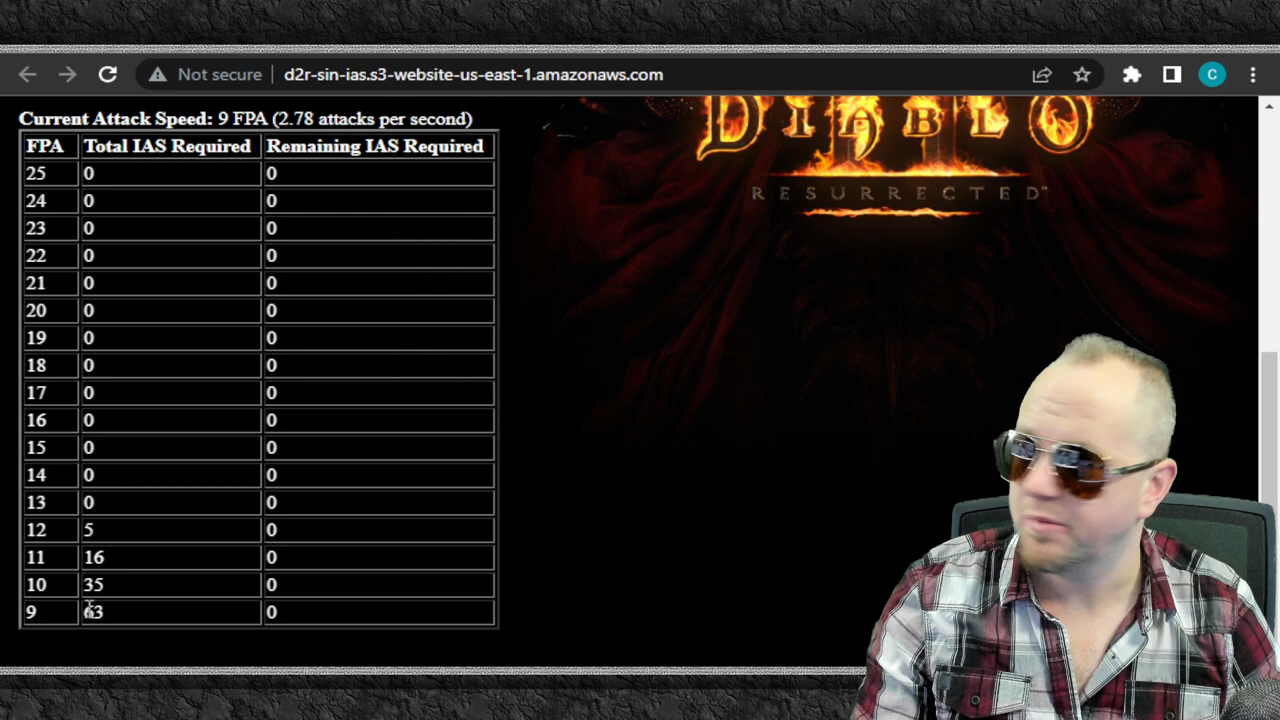 Not secure d2r-sin-ias.s3-website-us-east-1.amazonaws.com C
DIABLO
RESURRECTED™
Current Attack Speed: 9 FPA (2.78 attacks per second)
FPA Total IAS Required Remaining IAS Required
25 0 0
24 0 0
23 0 0
22 0 0
21 0 0
20 0 0
19 0 0
18 0 0
17 0 0
16 0 0
15 0 0
14 0 0
13 0 0
12 5 0
11 16 0
10 35 0
9 63 0